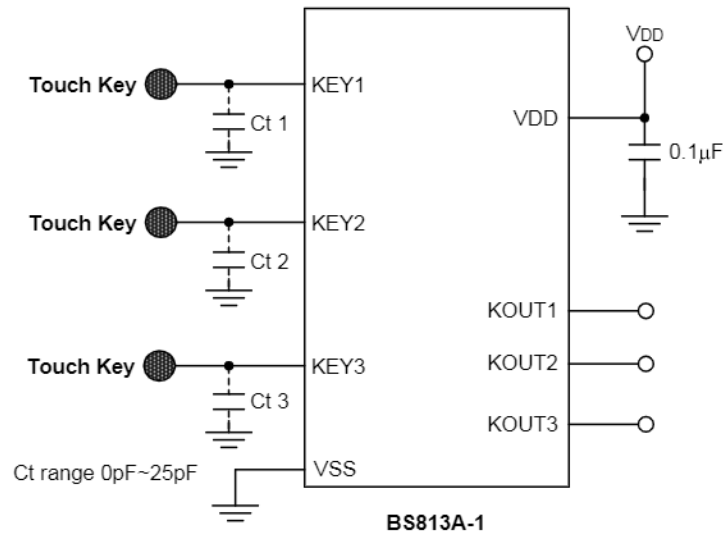 VDD
Touch Key
KEY1
Ct 1
VDD
0.1μF
Touch Key
KEY2
Ct 2
KOUT1
Touch Key
KEY3
KOUT2
Ct 3
KOUT3
Ct range 0pF~25pF
VSS
BS813A-1